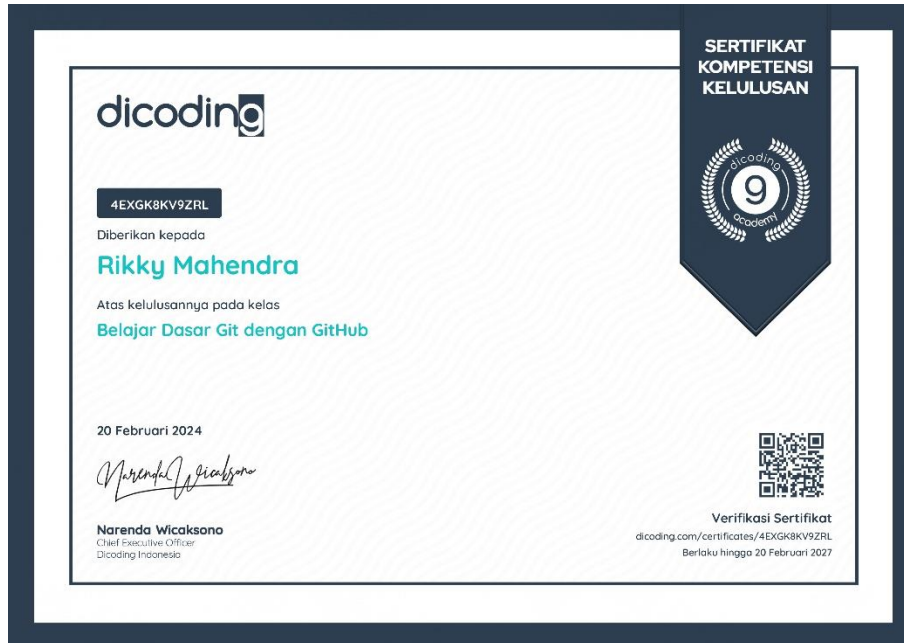 SERTIFIKAT
KOMPETENSI
KELULUSAN
dicoding
dicoding
9
academy
4EXGK8KV9ZRL
Diberikan kepada
Rikky Mahendra
Atas kelulusannya pada kelas
Belajar Dasar Git dengan GitHub
20 Februari 2024
Narenda Wicaksono
Narenda Wicaksono
Chief Executive Officer
Dicoding Indonesia
Verifikasi Sertifikat
dicoding.com/certificates/4EXGK8KV9ZRL
Berlaku hingga 20 Februari 2027